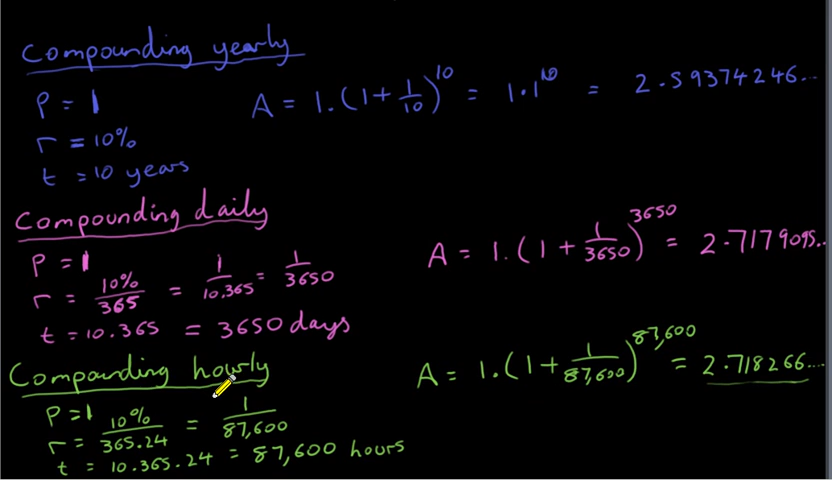 Compounding yearly
P = 1
A = 1.(1 + 1/10)^10 = 1.1^10 = 2.59374246...
r = 10%
t = 10 years
Compounding daily
P = 1
A = 1.(1 + 1/3650)^3650 = 2.7179095...
r = 10%/365 = 1/10.365 = 1/3650
t = 10.365 = 3650 days
Compounding hourly
A = 1.(1 + 1/87,600)^87,600 = 2.718266...
P = 1
r = 10%/365.24 = 1/87,600
t = 10.365.24 = 87,600 hours